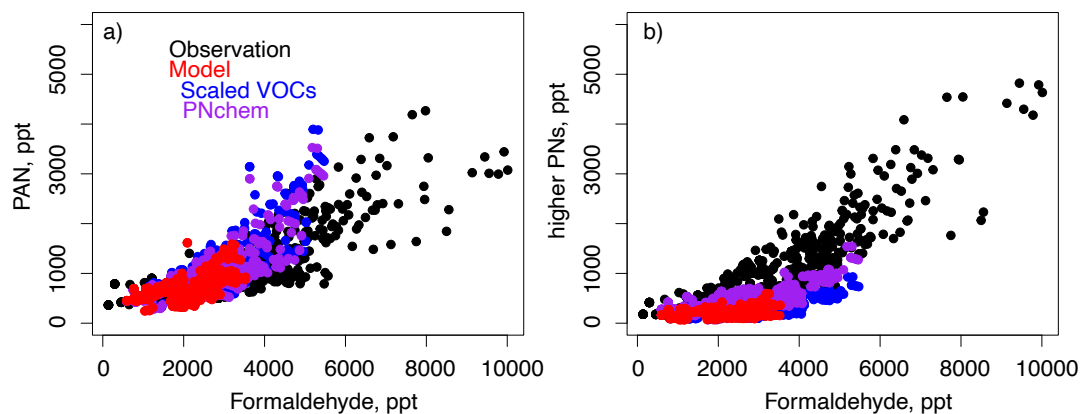 a)
Observation
Model
Scaled VOCs
PNchem
PAN, ppt
0 1000 3000 5000
0 2000 4000 6000 8000 10000
Formaldehyde, ppt
b)
higher PNs, ppt
0 1000 3000 5000
0 2000 4000 6000 8000 10000
Formaldehyde, ppt